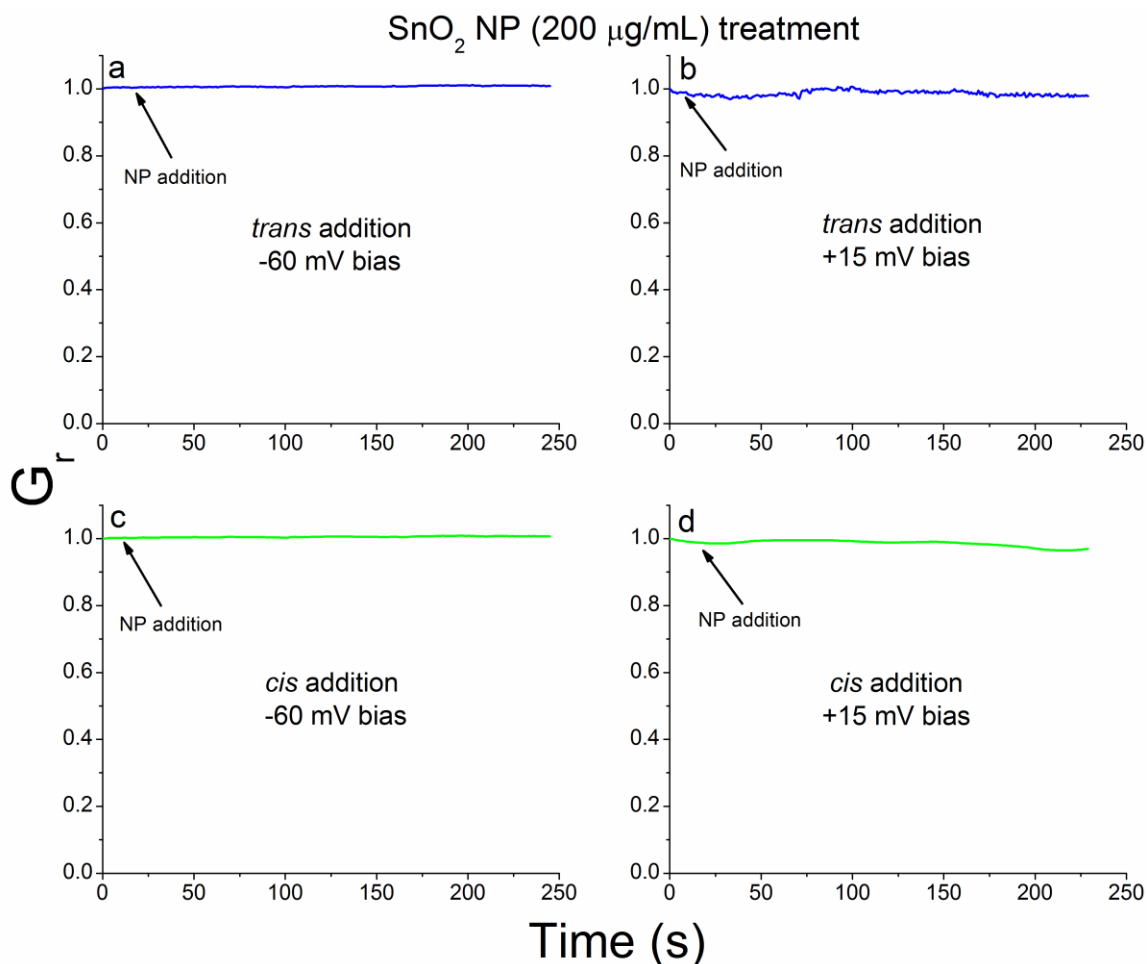 SnO₂ NP (200 μg/mL) treatment
a
1.0
0.8
0.6
0.4
0.2
0.0
NP addition
trans addition
-60 mV bias
0 50 100 150 200 250
b
1.0
0.8
0.6
0.4
0.2
0.0
NP addition
trans addition
+15 mV bias
0 50 100 150 200 250
Gᵣ
c
1.0
0.8
0.6
0.4
0.2
0.0
NP addition
cis addition
-60 mV bias
0 50 100 150 200 250
d
1.0
0.8
0.6
0.4
0.2
0.0
NP addition
cis addition
+15 mV bias
0 50 100 150 200 250
Time (s)